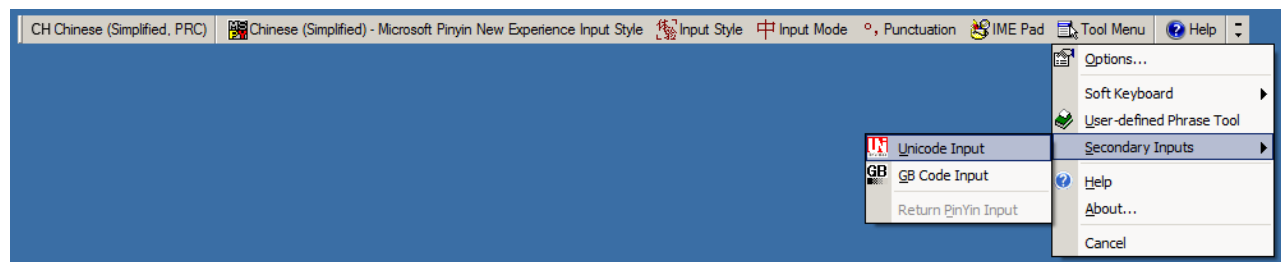 CH Chinese (Simplified, PRC) Chinese (Simplified) - Microsoft Pinyin New Experience Input Style Input Style 中 Input Mode °, Punctuation IME Pad Tool Menu Help
Options...
Soft Keyboard
User-defined Phrase Tool
Secondary Inputs
Help
About...
Cancel
Unicode Input
GB GB Code Input
Return PinYin Input